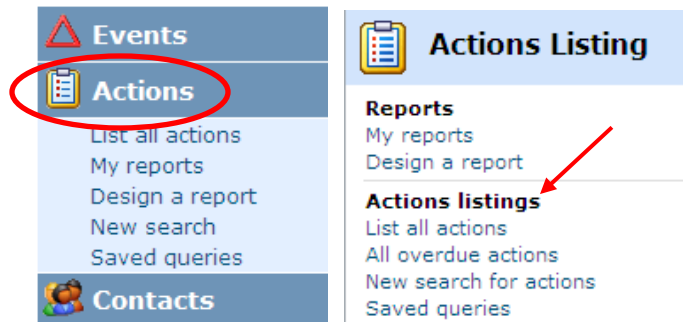 Events
Actions
List all actions
My reports
Design a report
New search
Saved queries
Contacts
Actions Listing
Reports
My reports
Design a report
Actions listings
List all actions
All overdue actions
New search for actions
Saved queries